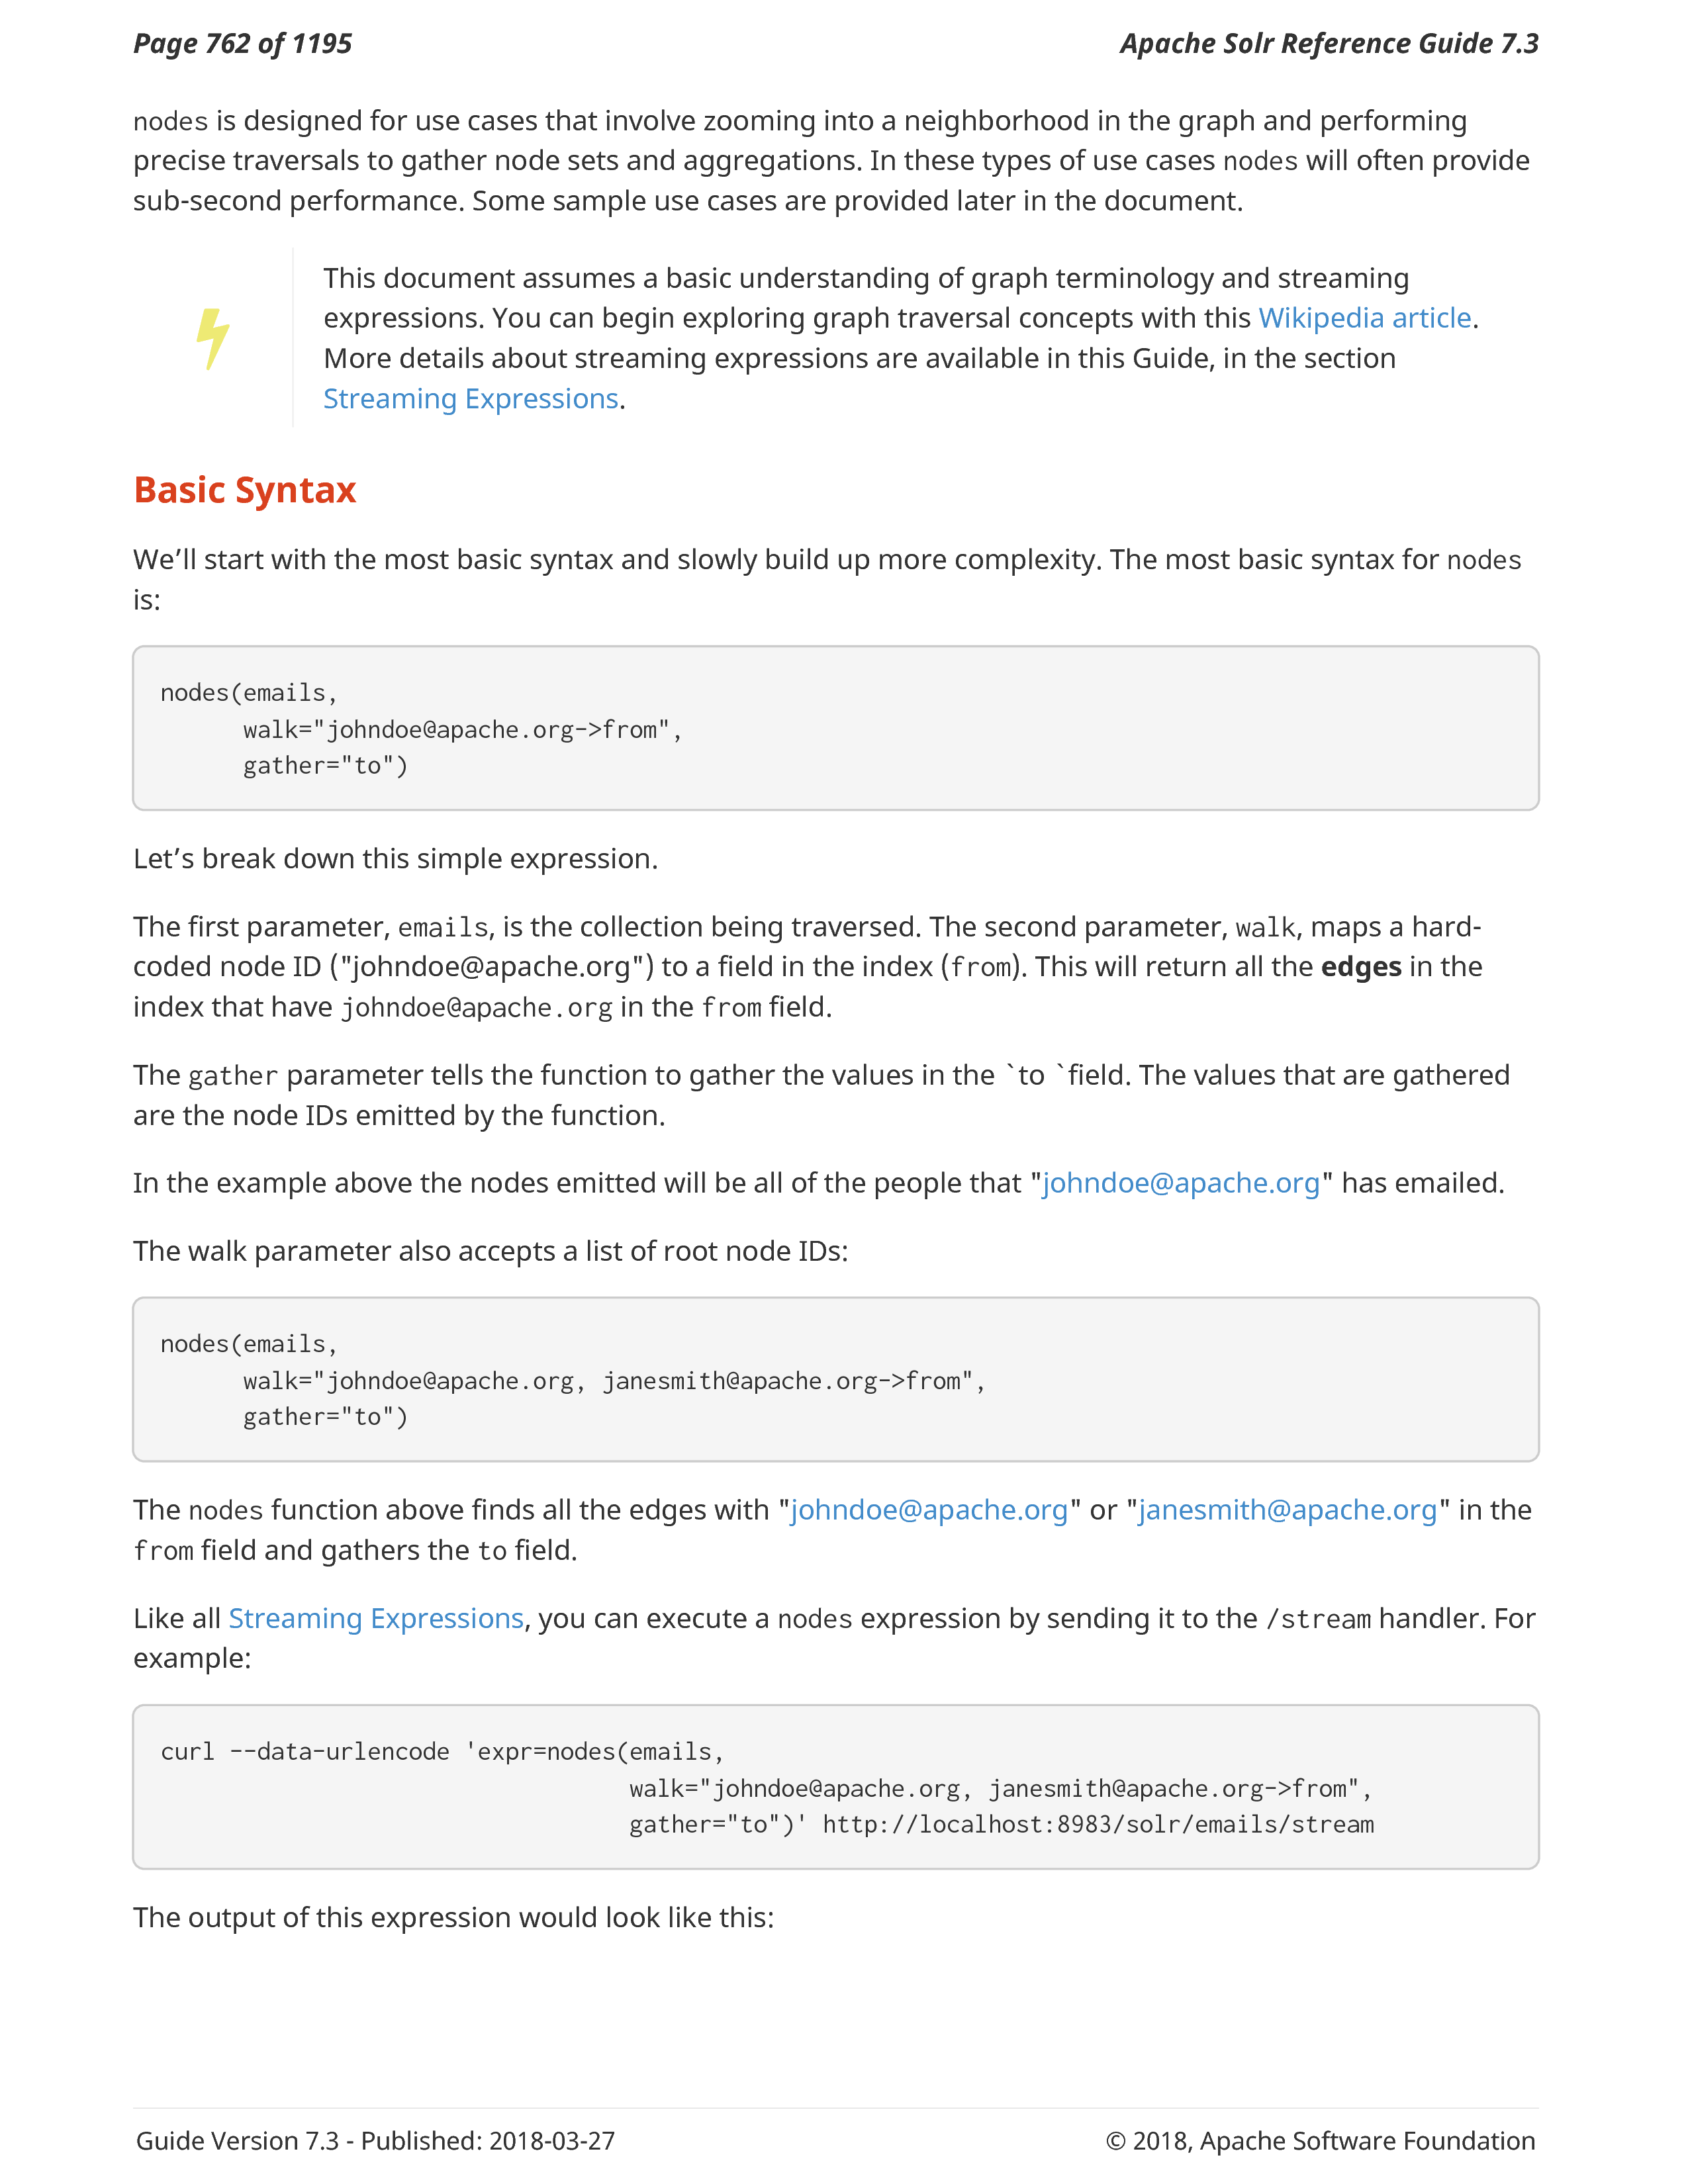 Page 762 of 1195
Apache Solr Reference Guide 7.3
nodes is designed for use cases that involve zooming into a neighborhood in the graph and performing
precise traversals to gather node sets and aggregations. In these types of use cases nodes will often provide
sub-second performance. Some sample use cases are provided later in the document.
This document assumes a basic understanding of graph terminology and streaming
expressions. You can begin exploring graph traversal concepts with this Wikipedia article.
More details about streaming expressions are available in this Guide, in the section
Streaming Expressions.
Basic Syntax
We’ll start with the most basic syntax and slowly build up more complexity. The most basic syntax for nodes
is:
nodes(emails,
      walk="johndoe@apache.org->from",
      gather="to")
Let’s break down this simple expression.
The first parameter, emails, is the collection being traversed. The second parameter, walk, maps a hard-
coded node ID ("johndoe@apache.org") to a field in the index (from). This will return all the edges in the
index that have johndoe@apache.org in the from field.
The gather parameter tells the function to gather the values in the `to `field. The values that are gathered
are the node IDs emitted by the function.
In the example above the nodes emitted will be all of the people that "johndoe@apache.org" has emailed.
The walk parameter also accepts a list of root node IDs:
nodes(emails,
      walk="johndoe@apache.org, janesmith@apache.org->from",
      gather="to")
The nodes function above finds all the edges with "johndoe@apache.org" or "janesmith@apache.org" in the
from field and gathers the to field.
Like all Streaming Expressions, you can execute a nodes expression by sending it to the /stream handler. For
example:
curl --data-urlencode 'expr=nodes(emails,
                                  walk="johndoe@apache.org, janesmith@apache.org->from",
                                  gather="to")' http://localhost:8983/solr/emails/stream
The output of this expression would look like this:
Guide Version 7.3 - Published: 2018-03-27
© 2018, Apache Software Foundation